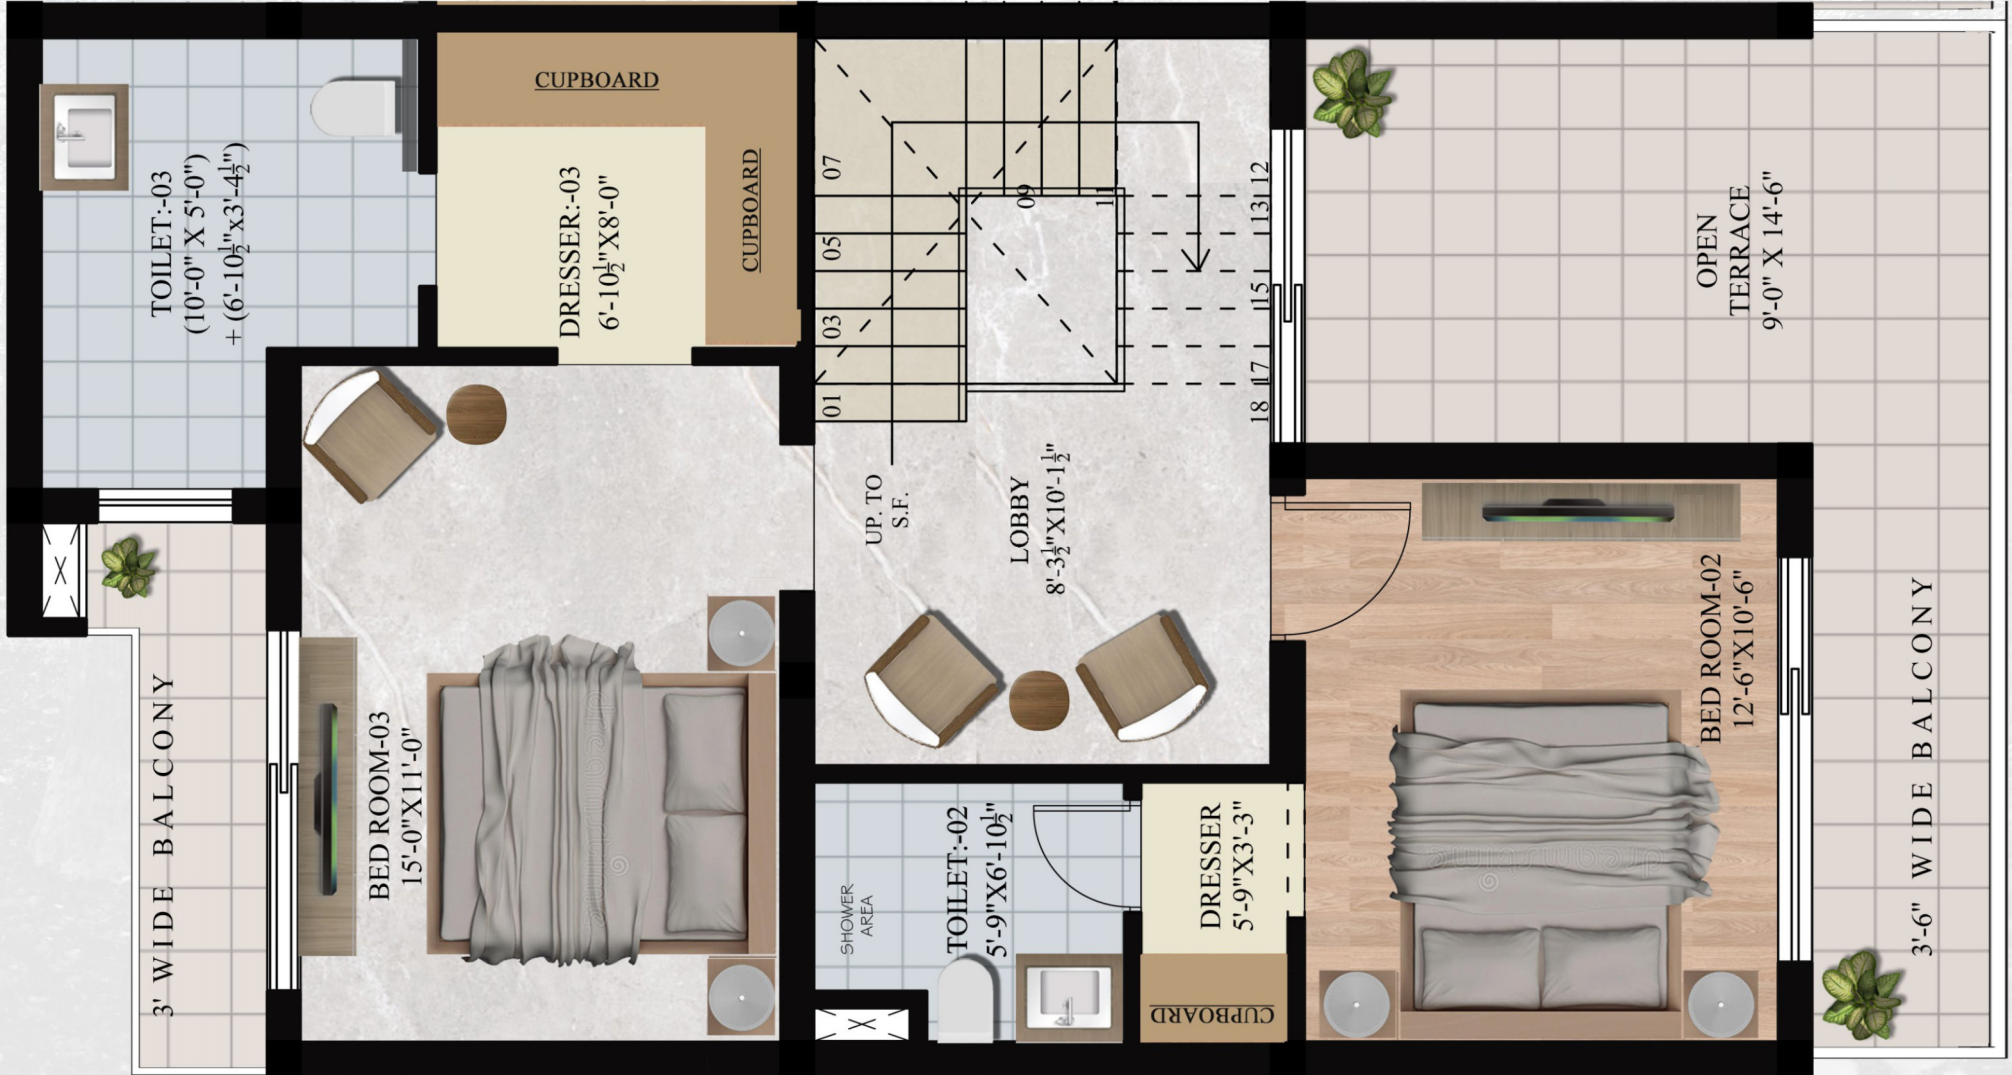 CUPBOARD
CUPBOARD
TOILET:-03
(10'-0" X 5'-0")
+ (6'-10½"x3'-4½")
DRESSER:-03
6'-10½"X8'-0"
07
05
03
01
09
11
12
13
15
17
18
UP. TO
S.F.
LOBBY
8'-3½"X10'-1½"
OPEN
TERRACE
9'-0" X 14'-6"
3' WIDE BALCONY
BED ROOM-03
15'-0"X11'-0"
SHOWER
AREA
TOILET:-02
5'-9"X6'-10½"
DRESSER
5'-9"X3'-3"
CUPBOARD
BED ROOM-02
12'-6"X10'-6"
3'-6" WIDE BALCONY